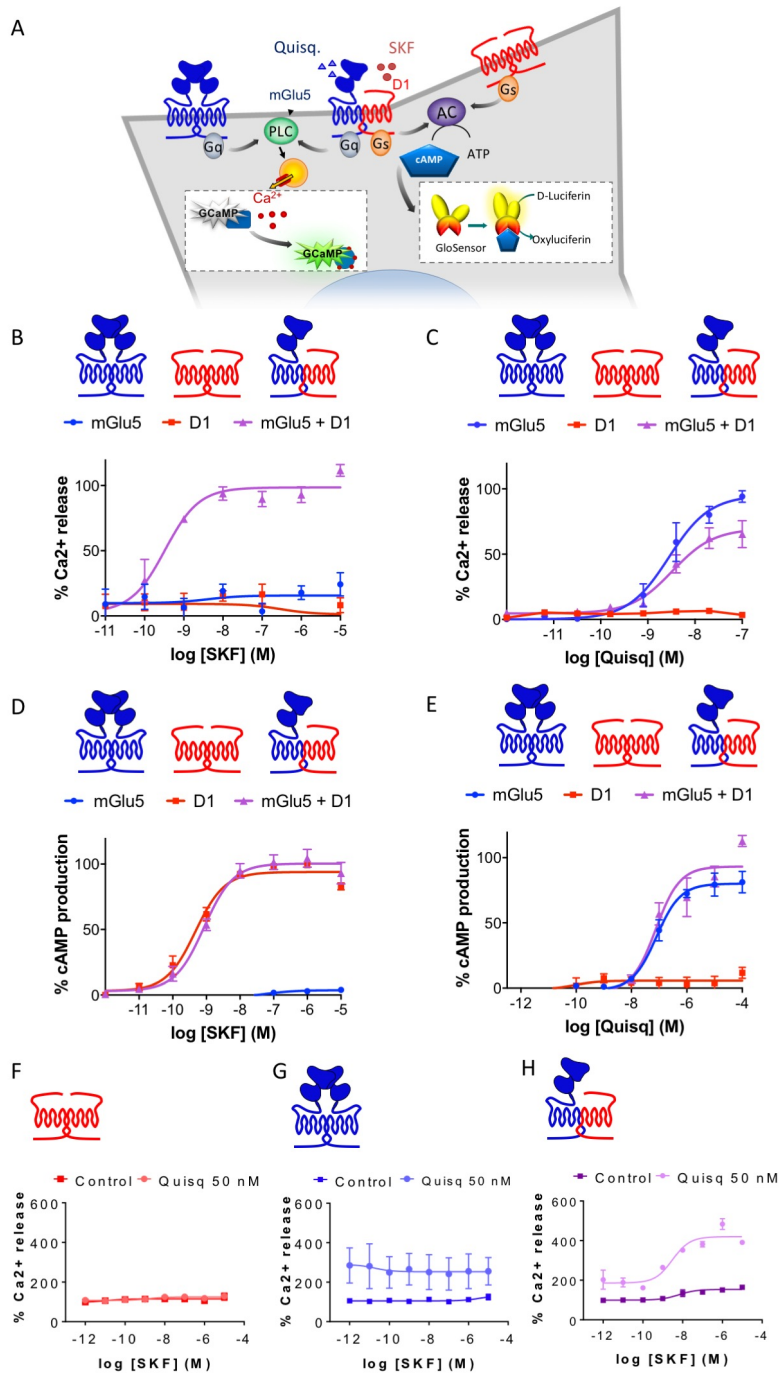 A
Quisq.
SKF
D1
mGlu5
Gs
Gq
PLC
Gq
Gs
AC
cAMP
ATP
Ca2+
GCaMP
GCaMP
D-Luciferin
GloSensor
Oxyluciferin
B
mGlu5 D1 mGlu5 + D1
% Ca2+ release
100
50
0
-11 -10 -9 -8 -7 -6 -5
log [SKF] (M)
C
mGlu5 D1 mGlu5 + D1
% Ca2+ release
100
50
0
-11 -10 -9 -8 -7
log [Quisq] (M)
D
mGlu5 D1 mGlu5 + D1
% cAMP production
100
50
0
-11 -10 -9 -8 -7 -6 -5
log [SKF] (M)
E
mGlu5 D1 mGlu5 + D1
% cAMP production
100
50
0
-12 -10 -8 -6 -4
log [Quisq] (M)
F
Control Quisq 50 nM
% Ca2+ release
600
400
200
0
-12 -10 -8 -6 -4
log [SKF] (M)
G
Control Quisq 50 nM
% Ca2+ release
600
400
200
0
-12 -10 -8 -6 -4
log [SKF] (M)
H
Control Quisq 50 nM
% Ca2+ release
600
400
200
0
-12 -10 -8 -6 -4
log [SKF] (M)